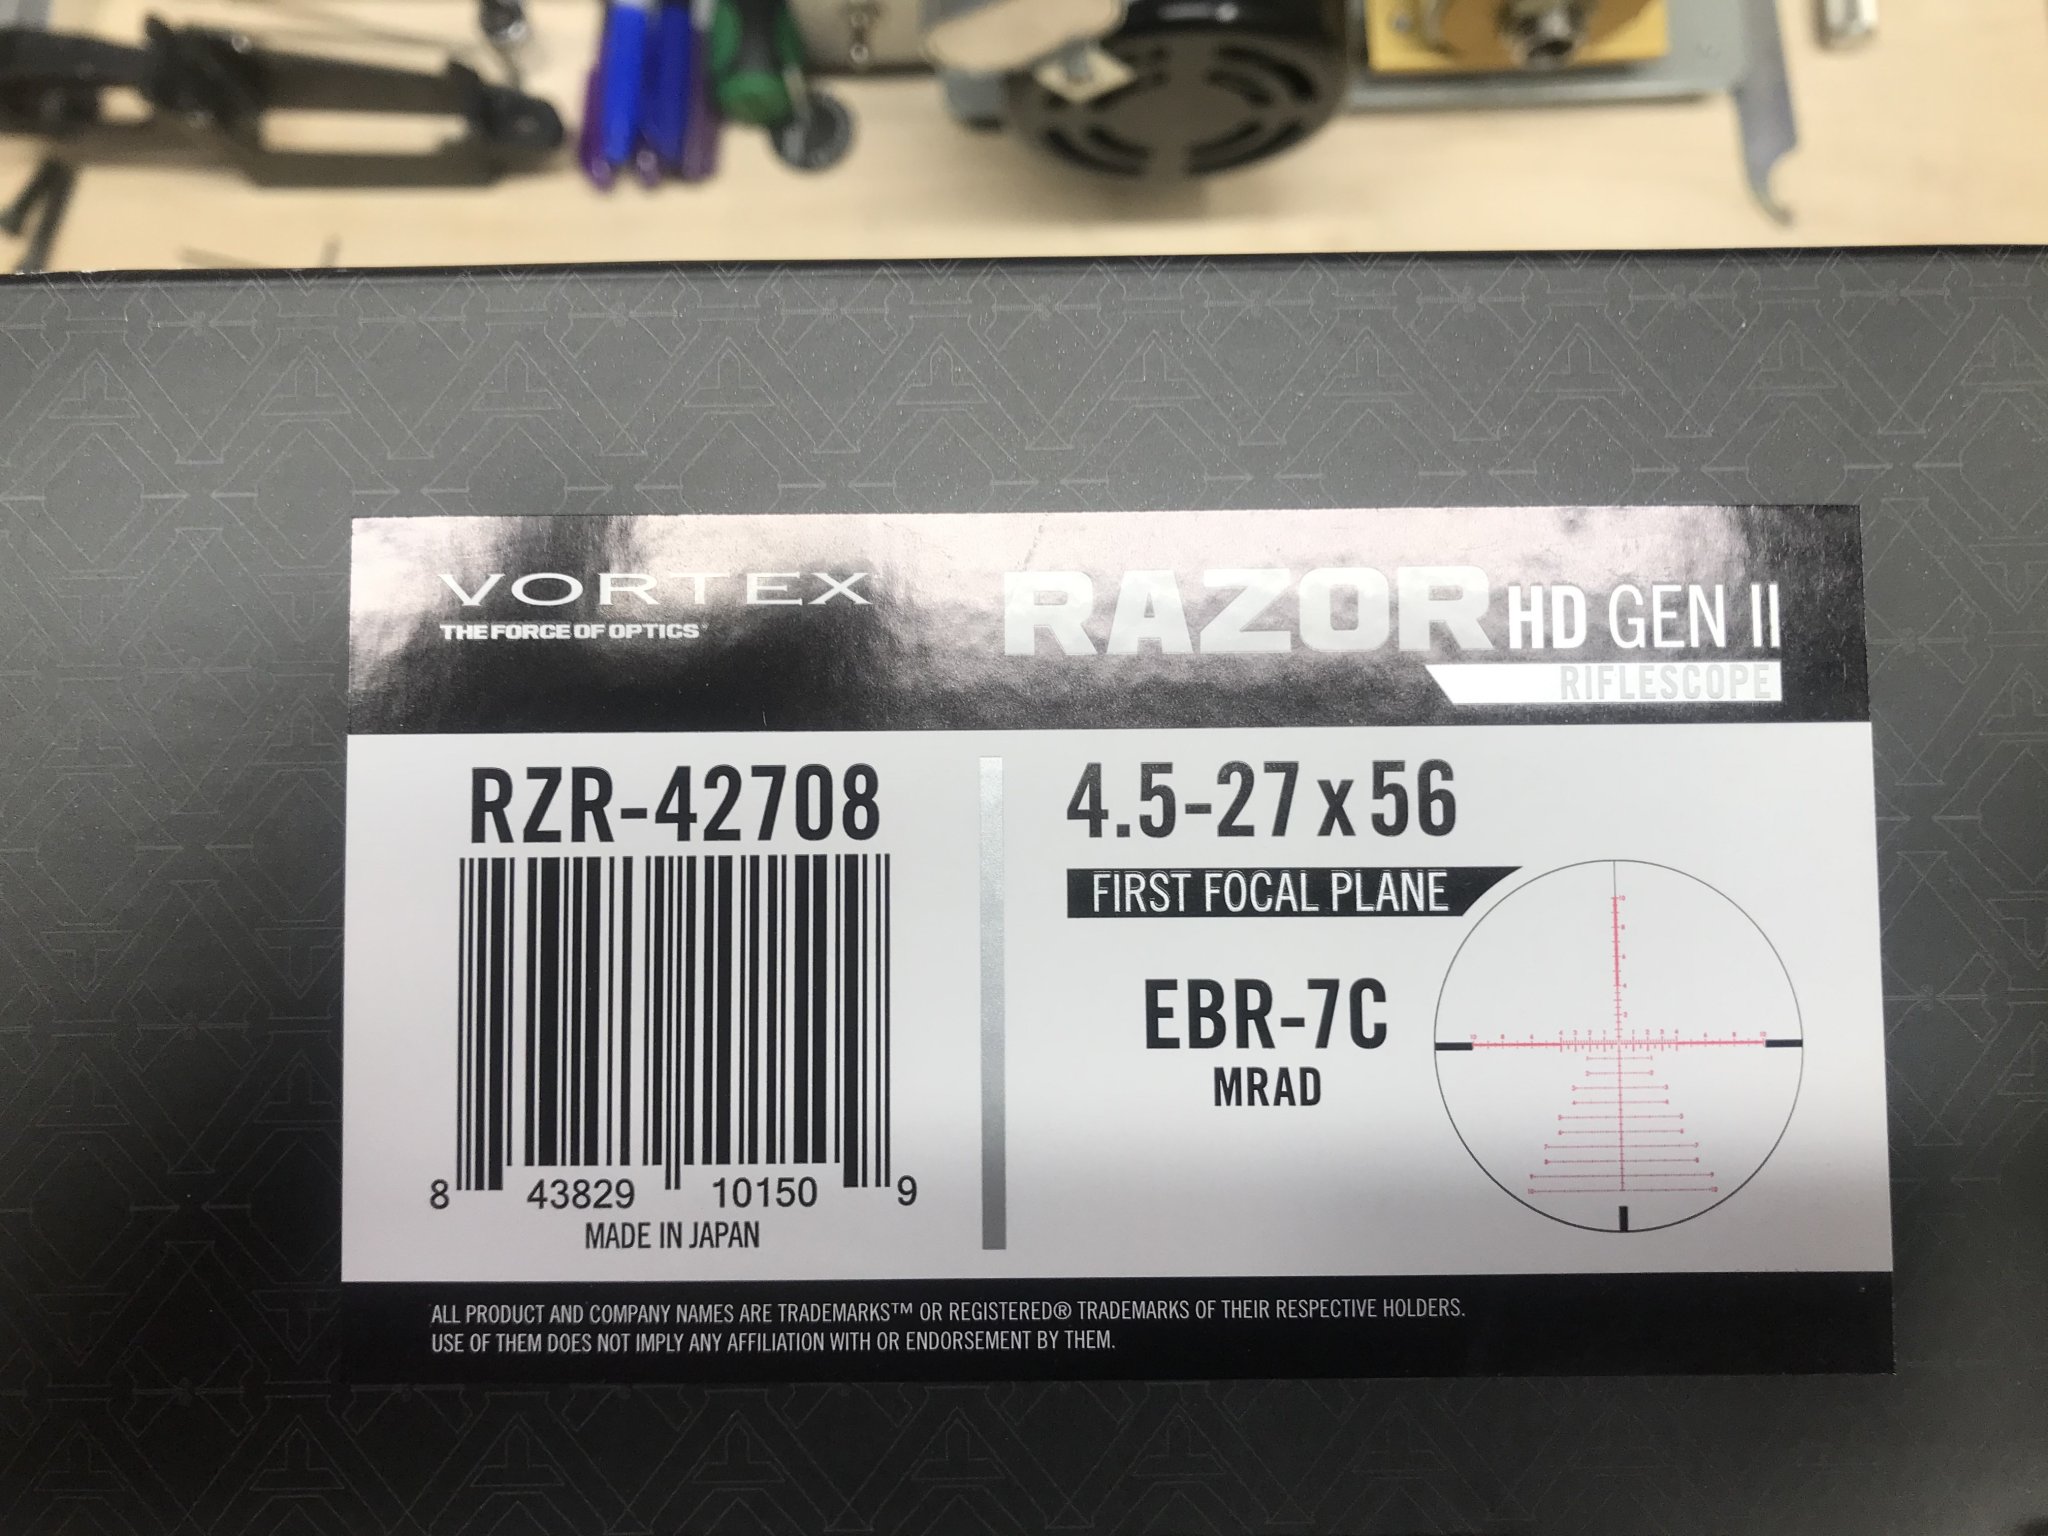 VORTEX
THE FORCE OF OPTICS
RAZOR HD GEN II
RIFLESCOPE
RZR-42708
8 43829 10150 9
MADE IN JAPAN
4.5-27 x 56
FIRST FOCAL PLANE
EBR-7C
MRAD
ALL PRODUCT AND COMPANY NAMES ARE TRADEMARKS™ OR REGISTERED® TRADEMARKS OF THEIR RESPECTIVE HOLDERS.
USE OF THEM DOES NOT IMPLY ANY AFFILIATION WITH OR ENDORSEMENT BY THEM.